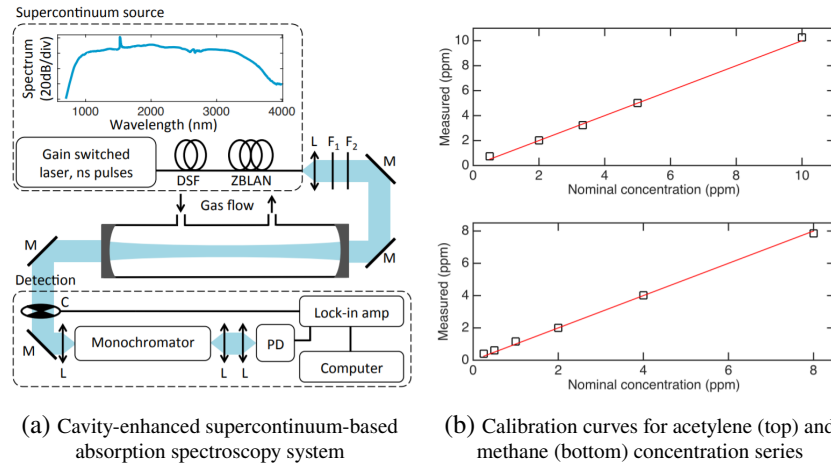 Supercontinuum source
Spectrum
(20dB/div)
1000 2000 3000 4000
Wavelength (nm)
Gain switched
laser, ns pulses
DSF
ZBLAN
L F1 F2
M
Gas flow
M
M
Detection
C
Lock-in amp
M
Monochromator
PD
L
L L
Computer
(a) Cavity-enhanced supercontinuum-based
absorption spectroscopy system
10
8
6
4
2
0
Measured (ppm)
2 4 6 8 10
Nominal concentration (ppm)
8
6
4
2
0
Measured (ppm)
0 2 4 6 8
Nominal concentration (ppm)
(b) Calibration curves for acetylene (top) and
methane (bottom) concentration series